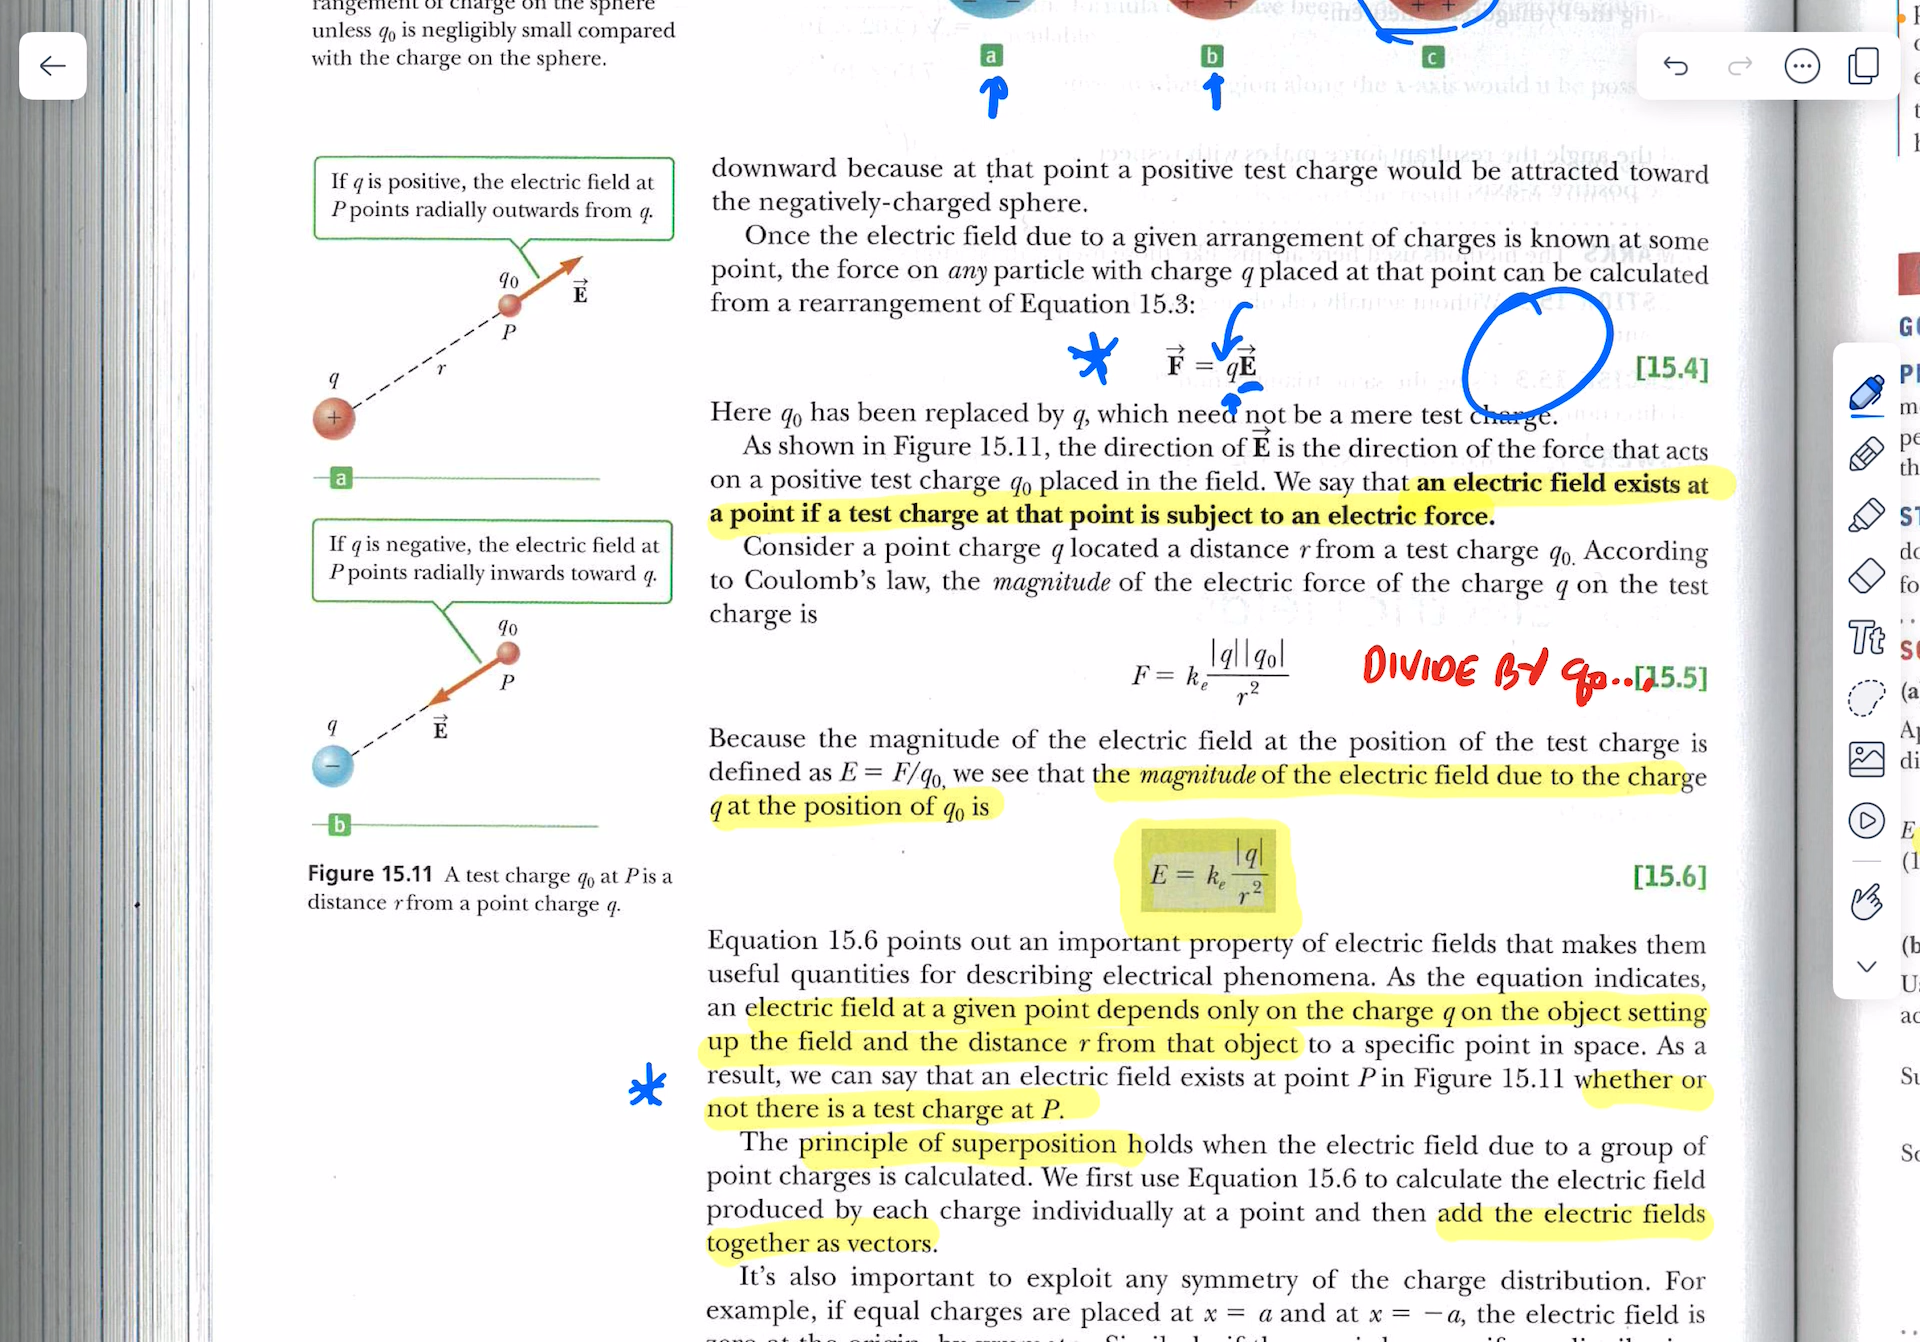 unless q0 is negligibly small compared
with the charge on the sphere.
a
b
c
If q is positive, the electric field at
P points radially outwards from q.
q0
E
P
r
q
+
a
If q is negative, the electric field at
P points radially inwards toward q.
q0
P
q
E
−
b
Figure 15.11 A test charge q0 at P is a
distance r from a point charge q.
downward because at that point a positive test charge would be attracted toward
the negatively-charged sphere.
Once the electric field due to a given arrangement of charges is known at some
point, the force on any particle with charge q placed at that point can be calculated
from a rearrangement of Equation 15.3:
* F⃗ = qE⃗ [15.4]
Here q0 has been replaced by q, which need not be a mere test charge.
As shown in Figure 15.11, the direction of E⃗ is the direction of the force that acts
on a positive test charge q0 placed in the field. We say that an electric field exists at
a point if a test charge at that point is subject to an electric force.
Consider a point charge q located a distance r from a test charge q0. According
to Coulomb's law, the magnitude of the electric force of the charge q on the test
charge is
F = ke |q||q0| / r² DIVIDE BY q0... [15.5]
Because the magnitude of the electric field at the position of the test charge is
defined as E = F/q0, we see that the magnitude of the electric field due to the charge
q at the position of q0 is
E = ke |q| / r² [15.6]
Equation 15.6 points out an important property of electric fields that makes them
useful quantities for describing electrical phenomena. As the equation indicates,
an electric field at a given point depends only on the charge q on the object setting
up the field and the distance r from that object to a specific point in space. As a
* result, we can say that an electric field exists at point P in Figure 15.11 whether or
not there is a test charge at P.
The principle of superposition holds when the electric field due to a group of
point charges is calculated. We first use Equation 15.6 to calculate the electric field
produced by each charge individually at a point and then add the electric fields
together as vectors.
It's also important to exploit any symmetry of the charge distribution. For
example, if equal charges are placed at x = a and at x = −a, the electric field is
Tt